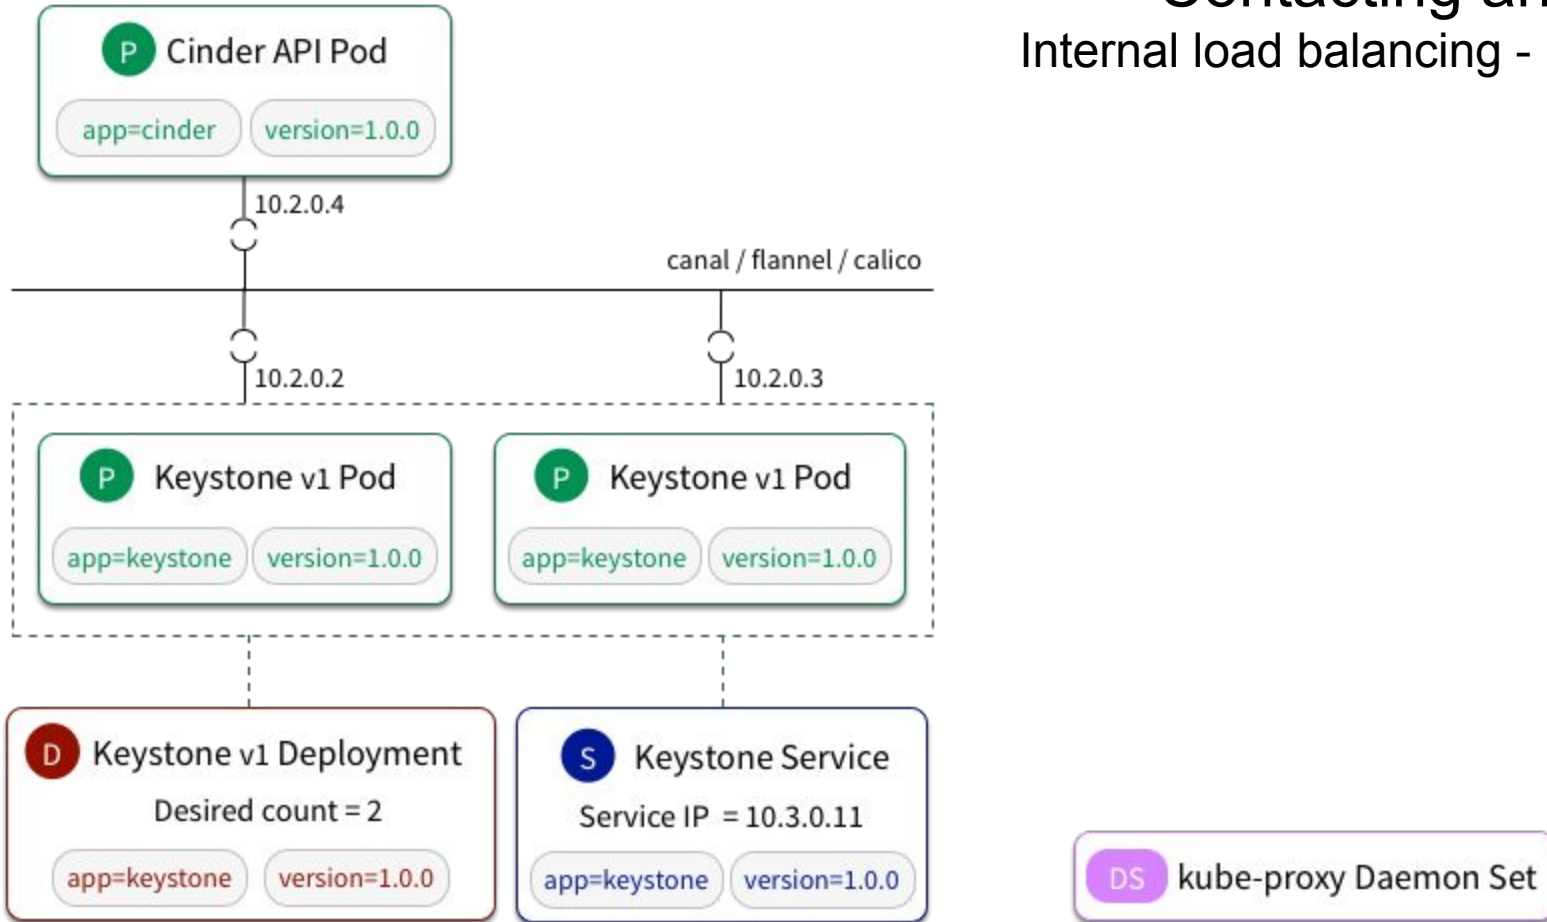 Contacting an
Internal load balancing -
P Cinder API Pod
app=cinder version=1.0.0
10.2.0.4
canal / flannel / calico
10.2.0.2 10.2.0.3
P Keystone v1 Pod
app=keystone version=1.0.0
P Keystone v1 Pod
app=keystone version=1.0.0
D Keystone v1 Deployment
Desired count = 2
app=keystone version=1.0.0
S Keystone Service
Service IP = 10.3.0.11
app=keystone version=1.0.0
DS kube-proxy Daemon Set